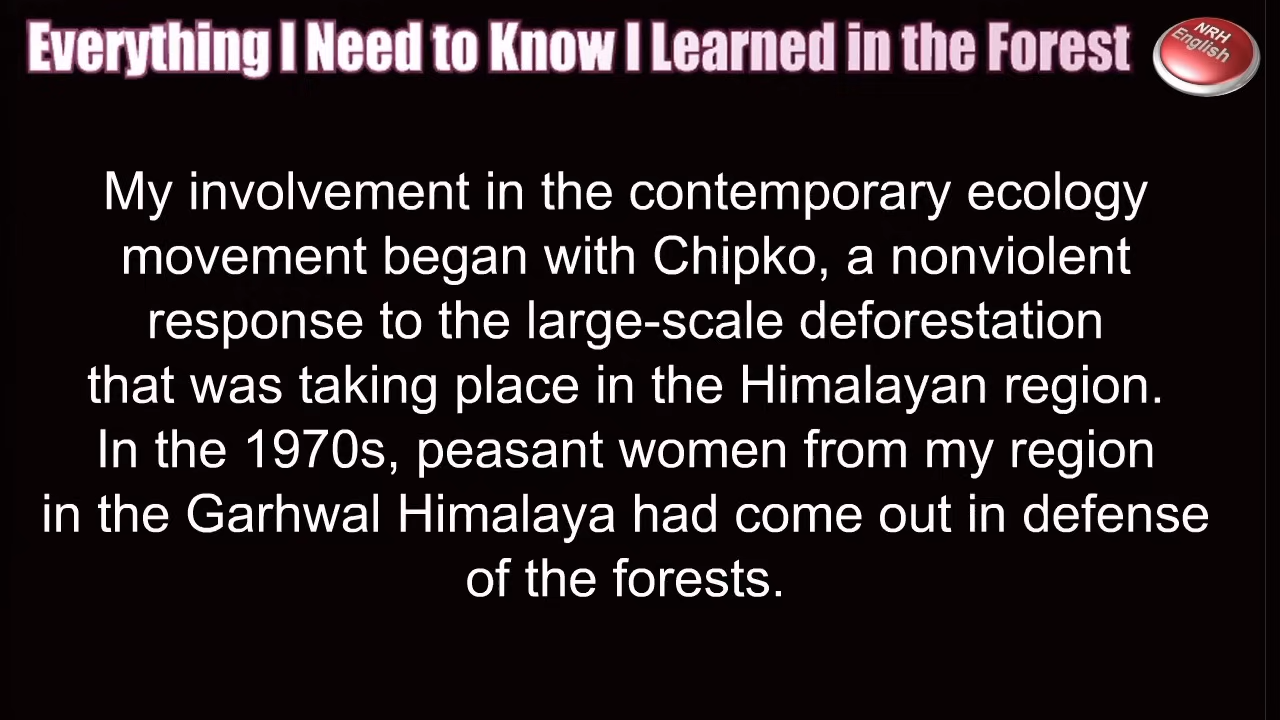 Everything I Need to Know I Learned in the Forest
NRH
English
My involvement in the contemporary ecology
movement began with Chipko, a nonviolent
response to the large-scale deforestation
that was taking place in the Himalayan region.
In the 1970s, peasant women from my region
in the Garhwal Himalaya had come out in defense
of the forests.